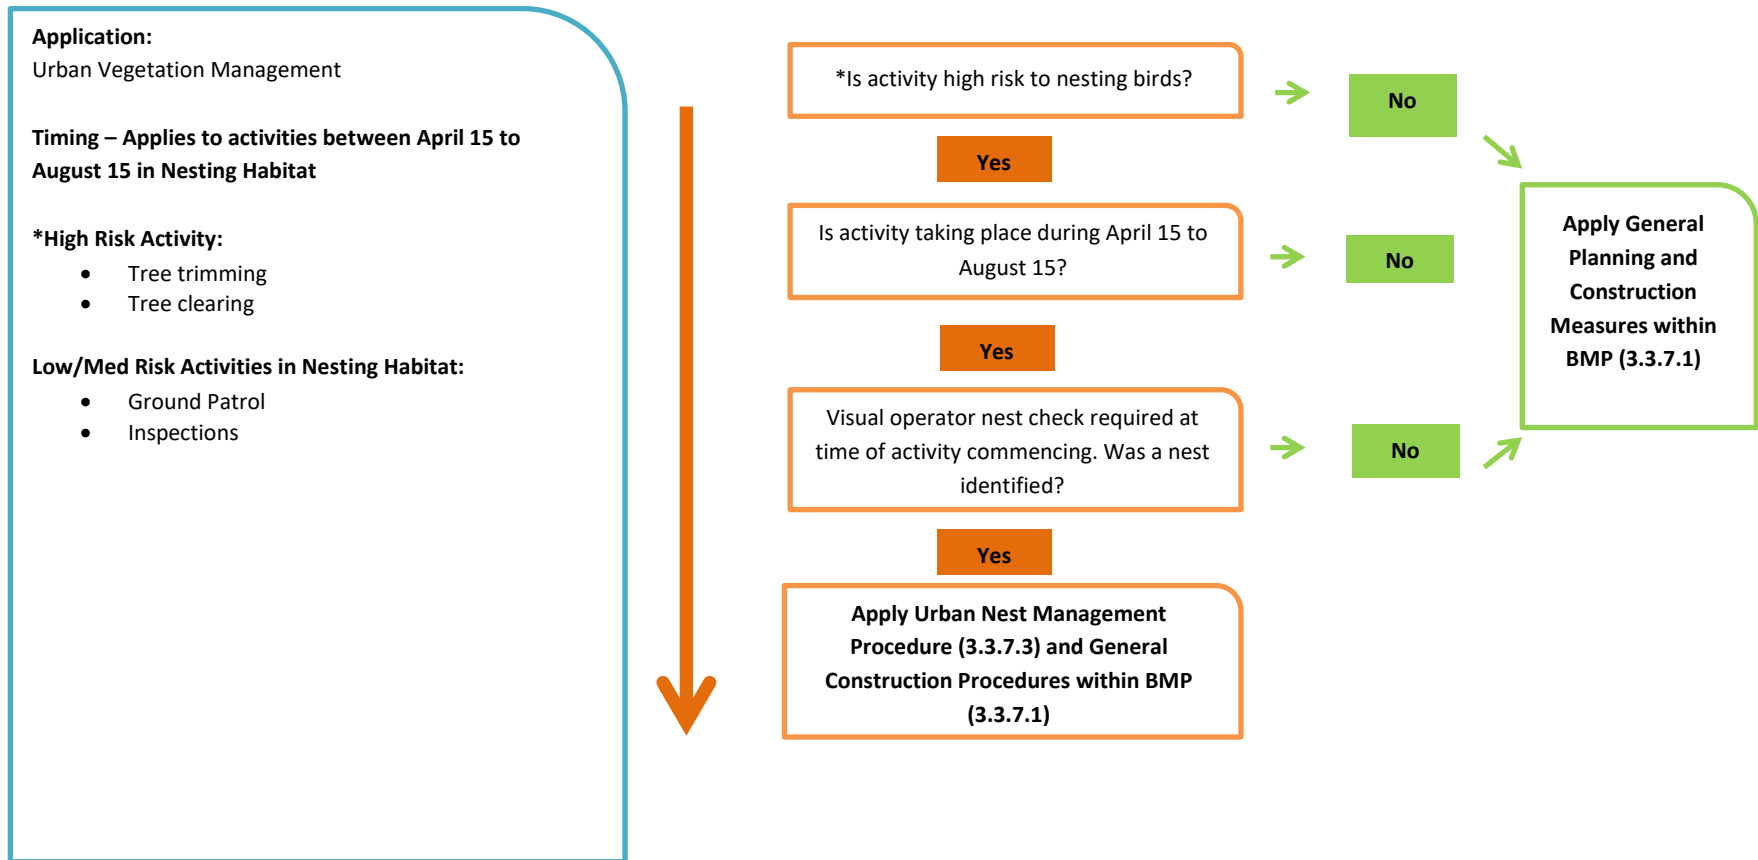 Application:
Urban Vegetation Management
Timing – Applies to activities between April 15 to
August 15 in Nesting Habitat
*High Risk Activity:
• Tree trimming
• Tree clearing
Low/Med Risk Activities in Nesting Habitat:
• Ground Patrol
• Inspections
*Is activity high risk to nesting birds?
No
Yes
Is activity taking place during April 15 to
August 15?
No
Yes
Visual operator nest check required at
time of activity commencing. Was a nest
identified?
No
Yes
Apply Urban Nest Management
Procedure (3.3.7.3) and General
Construction Procedures within BMP
(3.3.7.1)
Apply General
Planning and
Construction
Measures within
BMP (3.3.7.1)